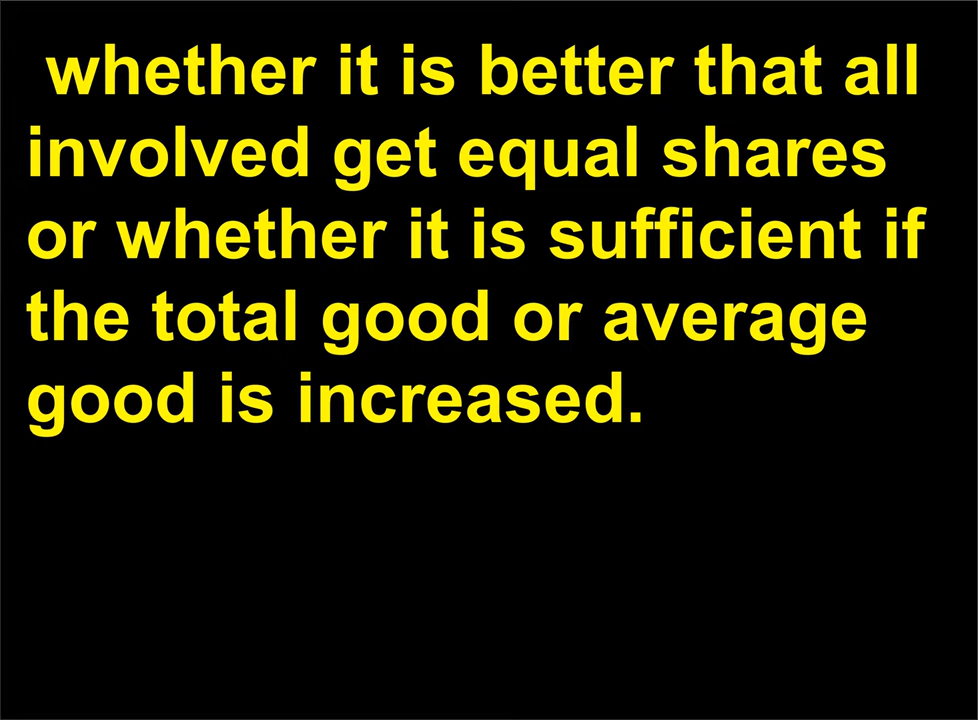 whether it is better that all
involved get equal shares
or whether it is sufficient if
the total good or average
good is increased.